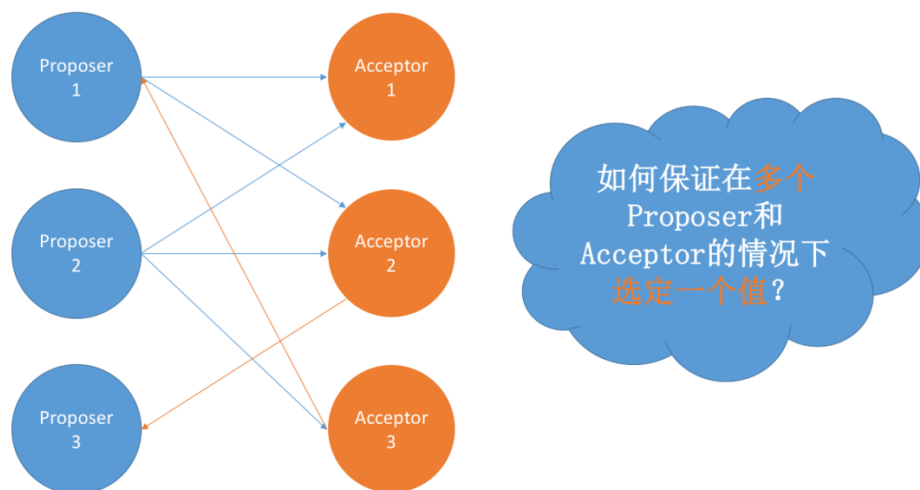 Proposer
1
Acceptor
1
Proposer
2
Acceptor
2
Proposer
3
Acceptor
3
如何保证在多个
Proposer和
Acceptor的情况下
选定一个值？